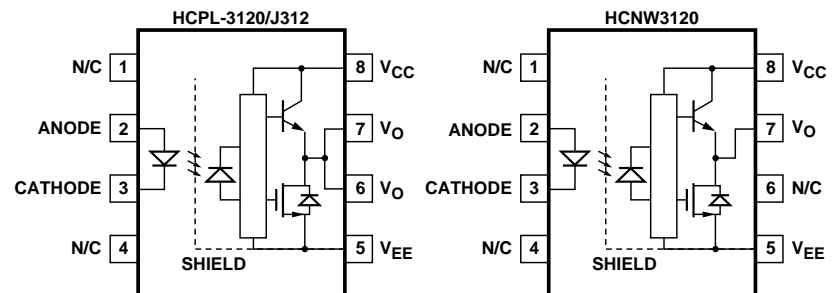 HCPL-3120/J312
N/C 1
ANODE 2
CATHODE 3
N/C 4
8 VCC
7 VO
6 VO
5 VEE
SHIELD
HCNW3120
N/C 1
ANODE 2
CATHODE 3
N/C 4
8 VCC
7 VO
6 N/C
5 VEE
SHIELD